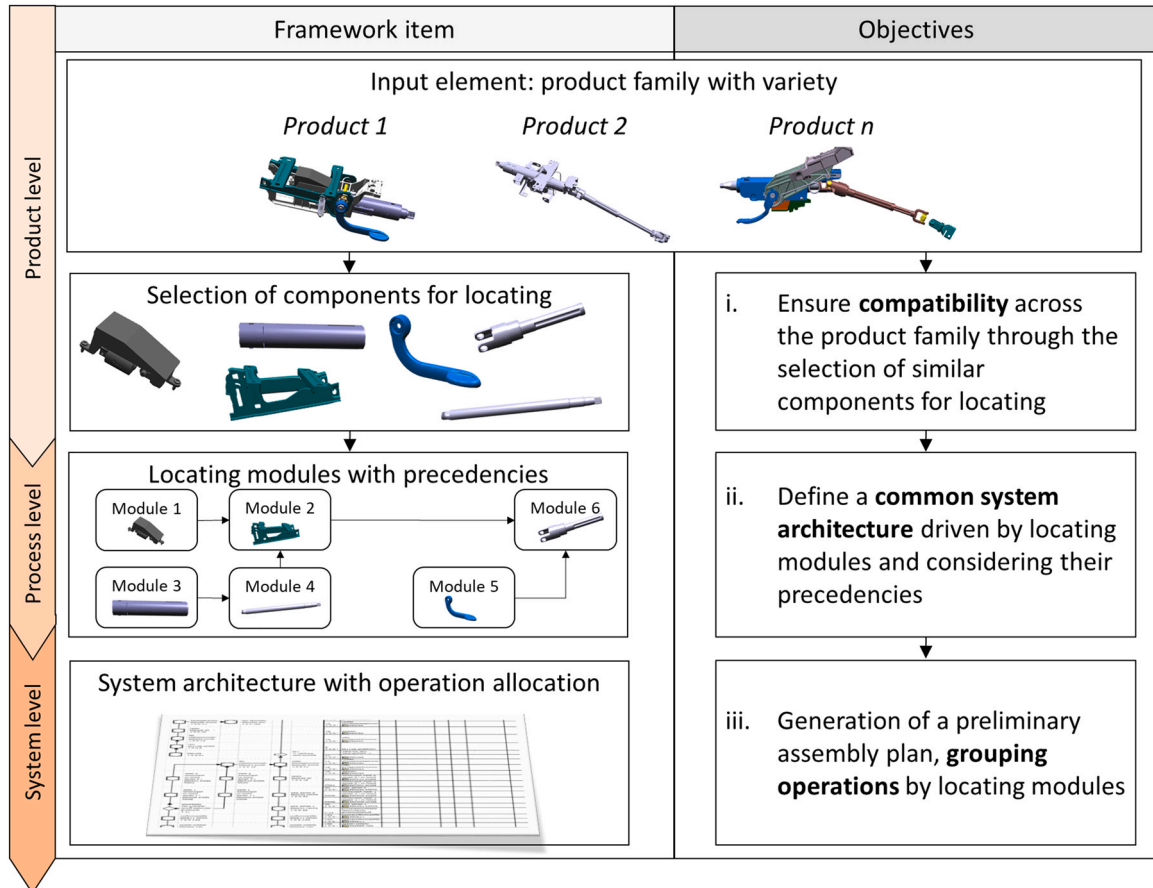 Framework item
Objectives
Product level
Input element: product family with variety
Product 1
Product 2
Product n
Selection of components for locating
i. Ensure compatibility across
the product family through the
selection of similar
components for locating
Process level
Locating modules with precedencies
Module 1
Module 2
Module 6
Module 3
Module 4
Module 5
ii. Define a common system
architecture driven by locating
modules and considering their
precedencies
System level
System architecture with operation allocation
iii. Generation of a preliminary
assembly plan, grouping
operations by locating modules